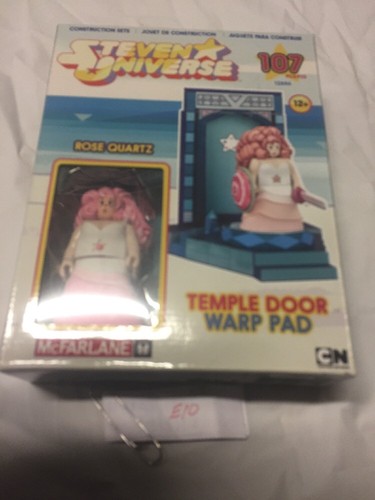 CONSTRUCTION SETS · JOUET DE CONSTRUCTION · JUGUETE PARA CONSTRUIR
STEVEN
UNIVERSE
107
12+
ROSE QUARTZ
TEMPLE DOOR
WARP PAD
McFARLANE
CN
E10